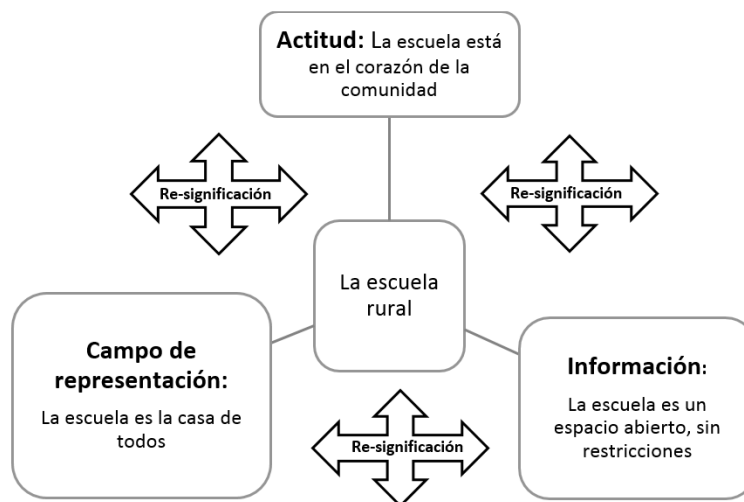 Actitud: La escuela está
en el corazón de la
comunidad
Re-significación
Re-significación
La escuela
rural
Campo de
representación:
La escuela es la casa de
todos
Información:
La escuela es un
espacio abierto, sin
restricciones
Re-significación